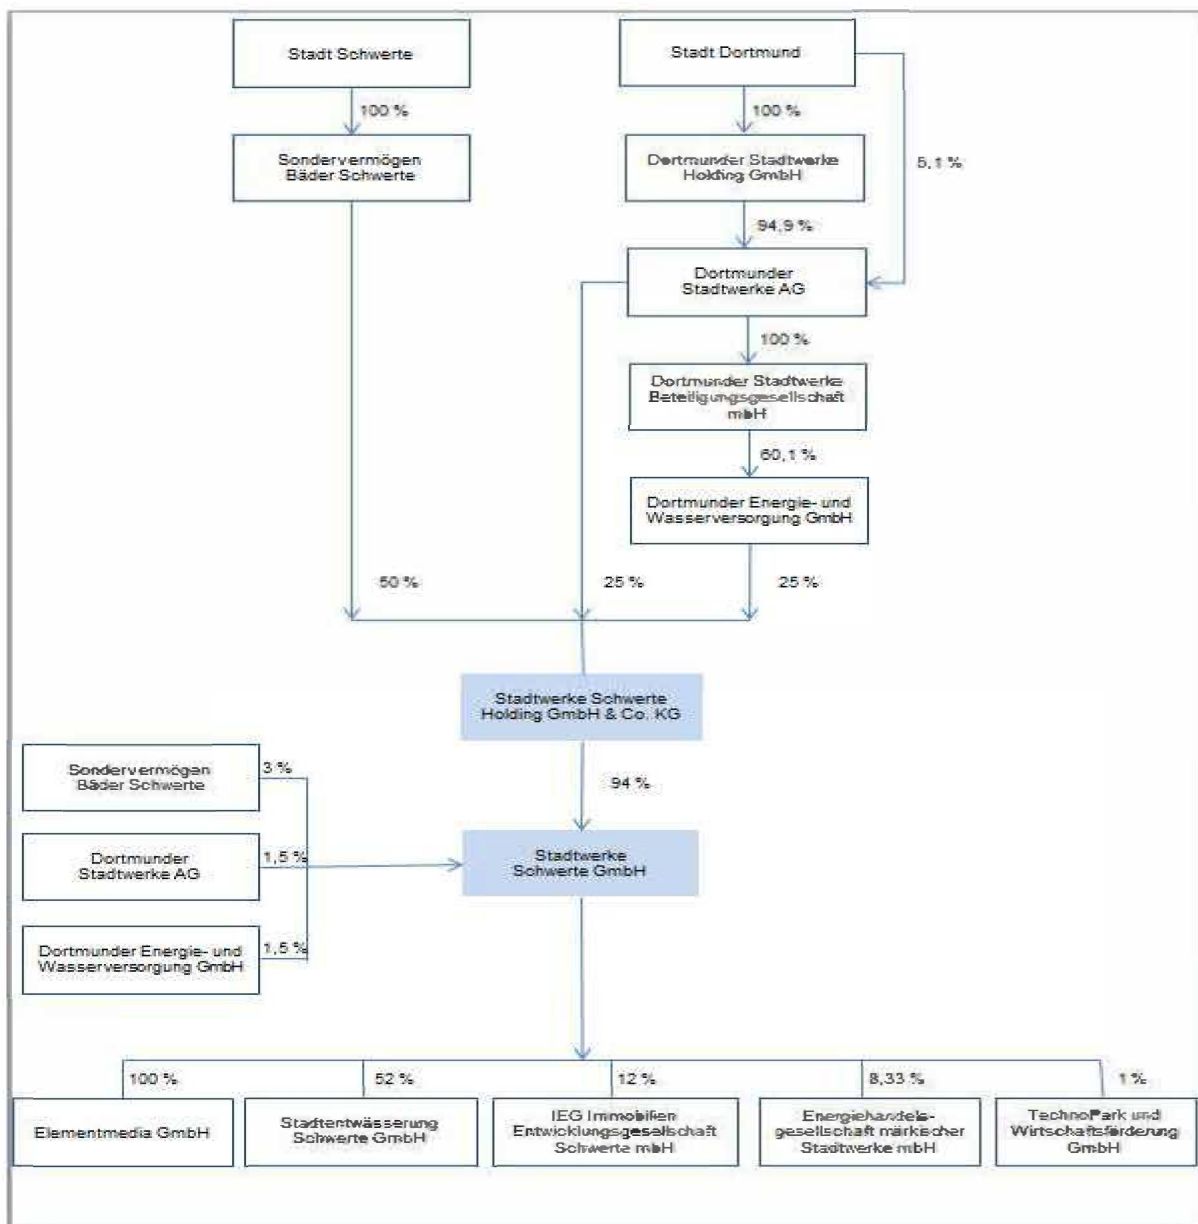 Stadt Schwerte
Stadt Dortmund
100 %
100 %
5,1 %
Sondervermögen
Bäder Schwerte
Dortmunder Stadtwerke
Holding GmbH
94,9 %
Dortmunder
Stadtwerke AG
100 %
Dortmunder Stadtwerke
Beteiligungsgesellschaft
mbH
60,1 %
Dortmunder Energie- und
Wasserversorgung GmbH
50 %
25 %
25 %
Stadtwerke Schwerte
Holding GmbH & Co. KG
94 %
Sondervermögen
Bäder Schwerte
3 %
Dortmunder
Stadtwerke AG
1,5 %
Dortmunder Energie- und
Wasserversorgung GmbH
1,5 %
Stadtwerke
Schwerte GmbH
100 %
52 %
12 %
8,33 %
1 %
Elementmedia GmbH
Stadtentwässerung
Schwerte GmbH
IEG Immobilien
Entwicklungsgesellschaft
Schwerte mbH
Energiehandels-
gesellschaft märkischer
Stadtwerke mbH
TechnoPark und
Wirtschaftsförderung
GmbH